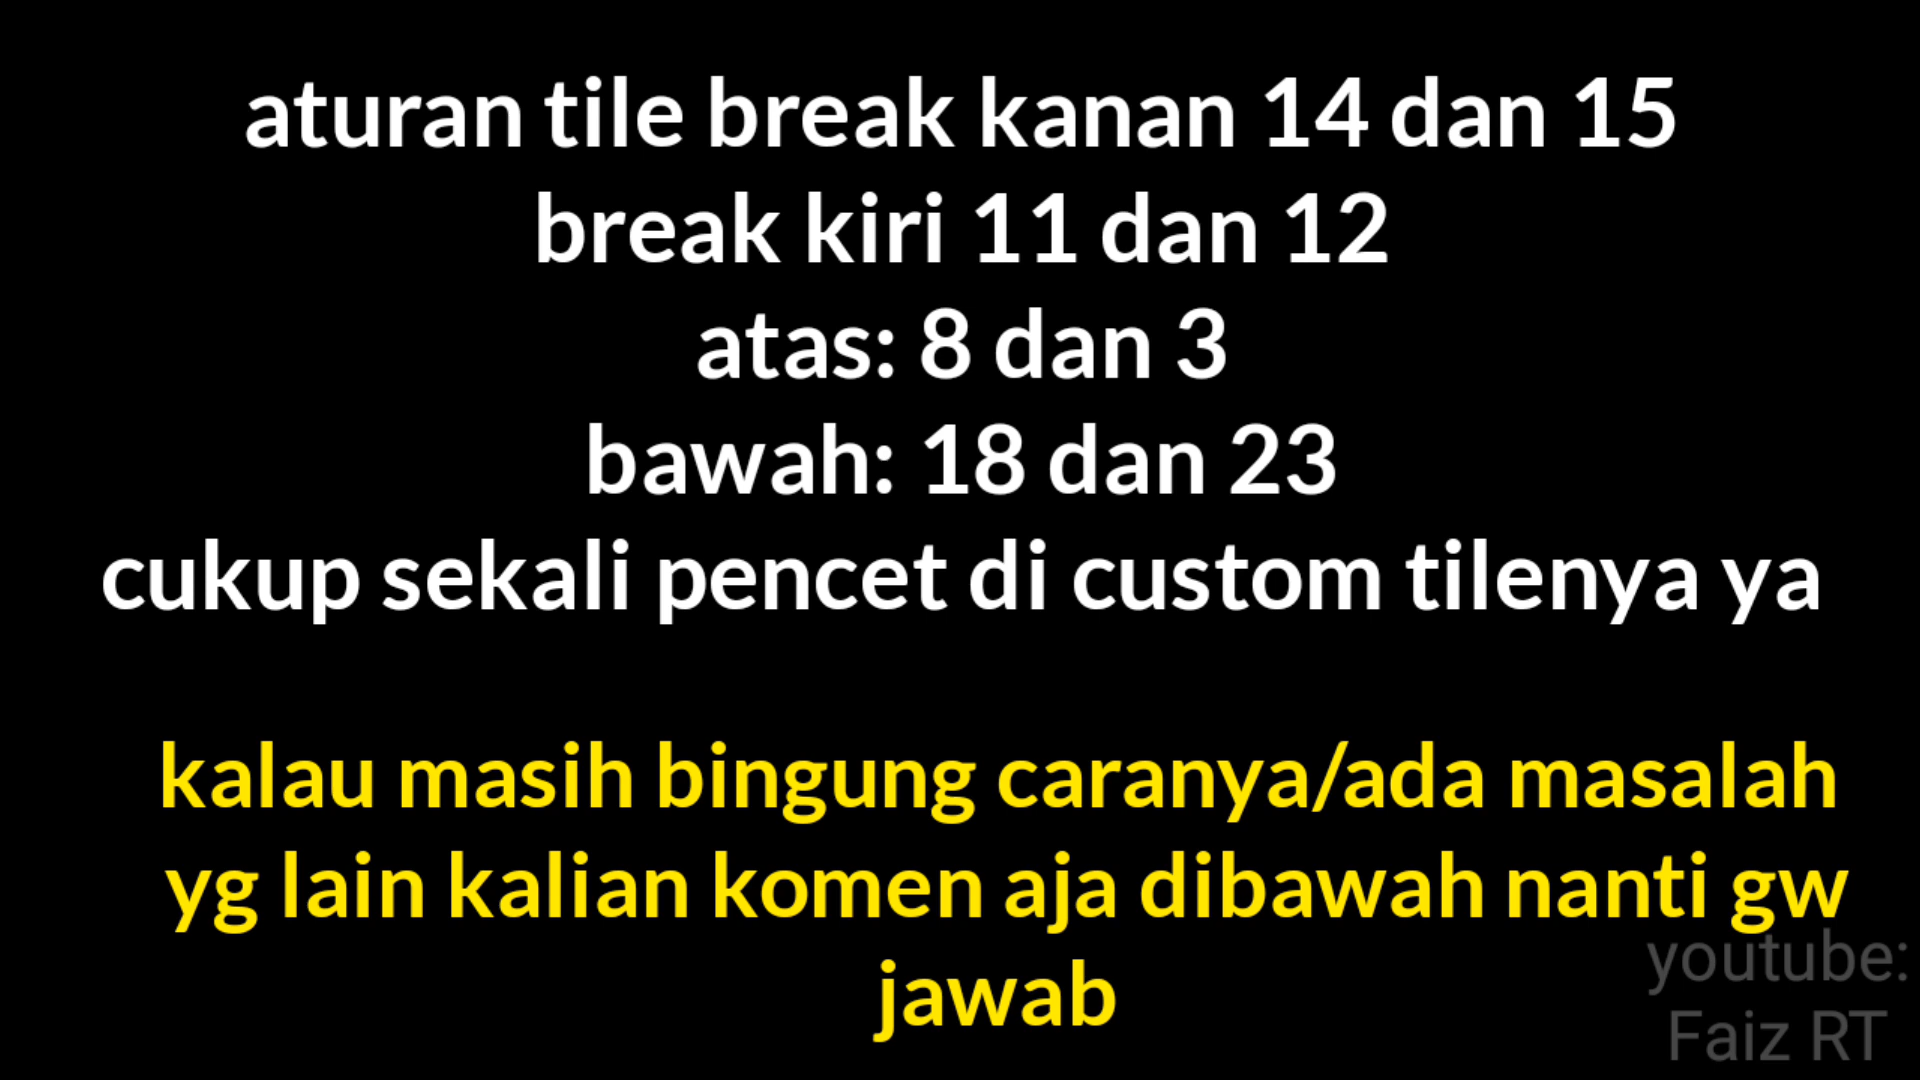 aturan tile break kanan 14 dan 15
break kiri 11 dan 12
atas: 8 dan 3
bawah: 18 dan 23
cukup sekali pencet di custom tilenya ya
kalau masih bingung caranya/ada masalah
yg lain kalian komen aja dibawah nanti gw
jawab
youtube:
Faiz RT